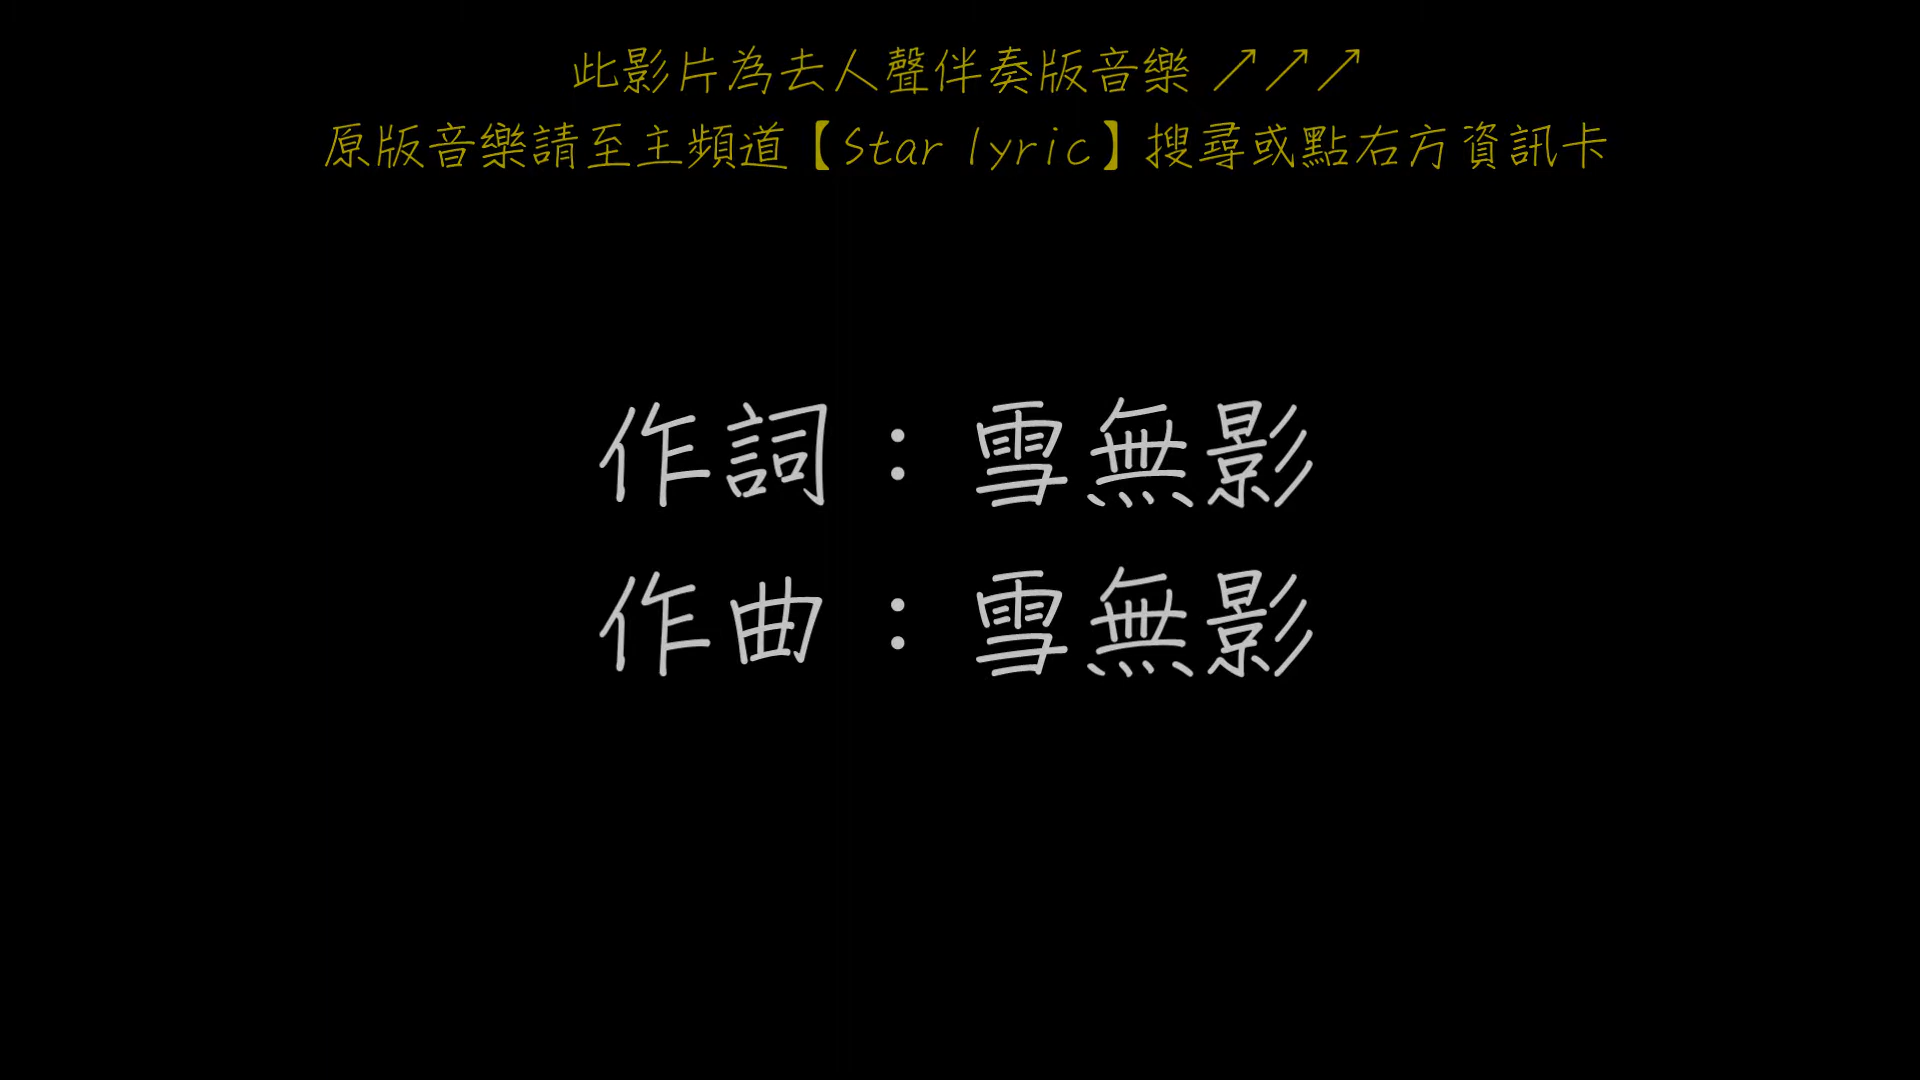 此影片為去人聲伴奏版音樂 ↗↗↗
原版音樂請至主頻道【Star lyric】搜尋或點右方資訊卡
作詞：雪無影
作曲：雪無影